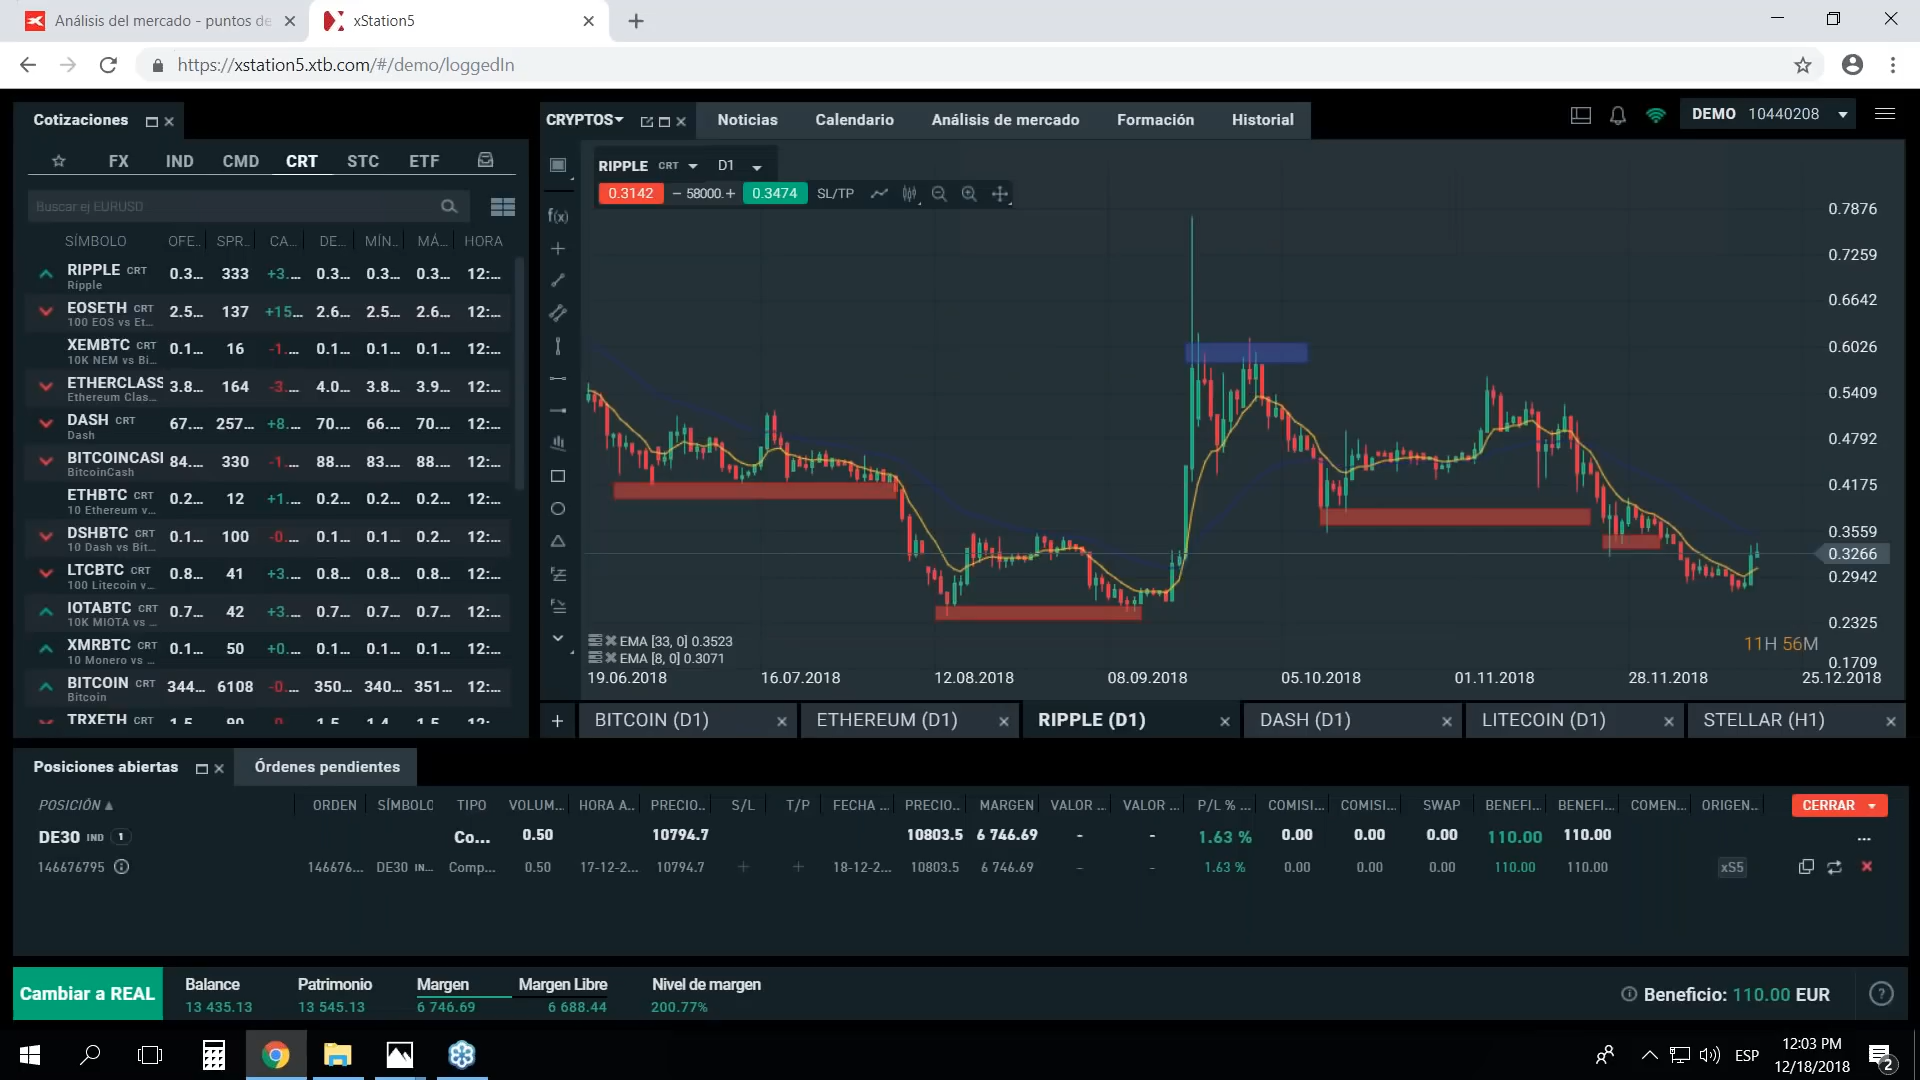 Análisis del mercado - puntos de
xStation5
https://xstation5.xtb.com/#/demo/loggedIn
Cotizaciones
CRYPTOS
Noticias
Calendario
Análisis de mercado
Formación
Historial
DEMO 10440208
FX IND CMD CRT STC ETF
Buscar ej EURUSD
SÍMBOLO OFE... SPR... CA... DE... MÍN... MÁ... HORA
RIPPLE CRT 0.3... 333 +3.... 0.3... 0.3... 0.3... 12:...
Ripple
EOSETH CRT 2.5... 137 +15... 2.6... 2.5... 2.6... 12:...
100 EOS vs Et...
XEMBTC CRT 0.1... 16 -1.... 0.1... 0.1... 0.1... 12:...
10K NEM vs Bi...
ETHERCLASS 3.8... 164 -3.... 4.0... 3.8... 3.9... 12:...
Ethereum Clas...
DASH CRT 67.... 257... +8.... 70.... 66.... 70.... 12:...
Dash
BITCOINCASH 84.... 330 -1.... 88.... 83.... 88.... 12:...
BitcoinCash
ETHBTC CRT 0.2... 12 +1.... 0.2... 0.2... 0.2... 12:...
10 Ethereum v...
DSHBTC CRT 0.1... 100 -0.... 0.1... 0.1... 0.2... 12:...
10 Dash vs Bit...
LTCBTC CRT 0.8... 41 +3.... 0.8... 0.8... 0.8... 12:...
100 Litecoin v...
IOTABTC CRT 0.7... 42 +3.... 0.7... 0.7... 0.7... 12:...
10K MIOTA vs ...
XMRBTC CRT 0.1... 50 +0.... 0.1... 0.1... 0.1... 12:...
10 Monero vs ...
BITCOIN CRT 344... 6108 -0.... 350... 340... 351... 12:...
Bitcoin
TRXETH CRT 1.5 90 1.5 1.4 1.5 12:...
RIPPLE CRT D1
0.3142 − 58000. + 0.3474 SL/TP
f(x)
0.7876
0.7259
0.6642
0.6026
0.5409
0.4792
0.4175
0.3559
0.3266
0.2942
0.2325
0.1709
EMA [33, 0] 0.3523
EMA [8, 0] 0.3071
11H 56M
19.06.2018 16.07.2018 12.08.2018 08.09.2018 05.10.2018 01.11.2018 28.11.2018 25.12.2018
+ BITCOIN (D1) ETHEREUM (D1) RIPPLE (D1) DASH (D1) LITECOIN (D1) STELLAR (H1)
Posiciones abiertas
Órdenes pendientes
POSICIÓN ORDEN SÍMBOLO TIPO VOLUM... HORA A... PRECIO... S/L T/P FECHA ... PRECIO... MARGEN VALOR ... VALOR ... P/L % ... COMISI... COMISI... SWAP BENEFI... BENEFI... COMEN... ORIGEN... CERRAR
DE30 IND 1 Co... 0.50 10794.7 10803.5 6 746.69 - - 1.63 % 0.00 0.00 0.00 110.00 110.00 ...
146676795 146676... DE30 IN... Comp... 0.50 17-12-2... 10794.7 + + 18-12-2... 10803.5 6 746.69 - - 1.63 % 0.00 0.00 0.00 110.00 110.00 xS5
Cambiar a REAL
Balance Patrimonio Margen Margen Libre Nivel de margen
13 435.13 13 545.13 6 746.69 6 688.44 200.77%
Beneficio: 110.00 EUR
?
ESP
12:03 PM
12/18/2018
2